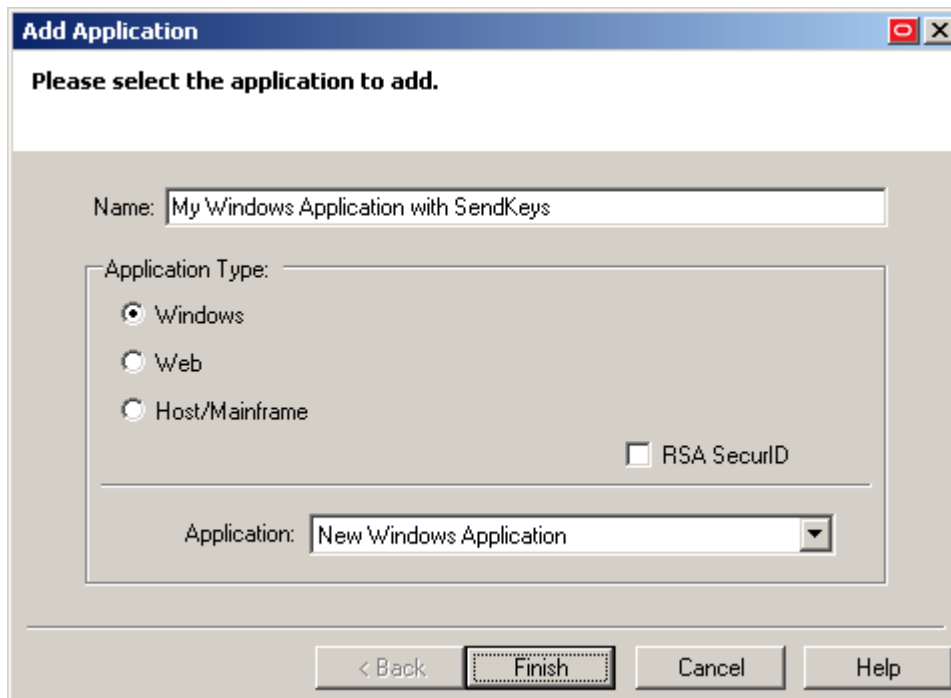 Add Application
Please select the application to add.
Name: My Windows Application with SendKeys
Application Type:
Windows
Web
Host/Mainframe
RSA SecurID
Application: New Windows Application
< Back Finish Cancel Help